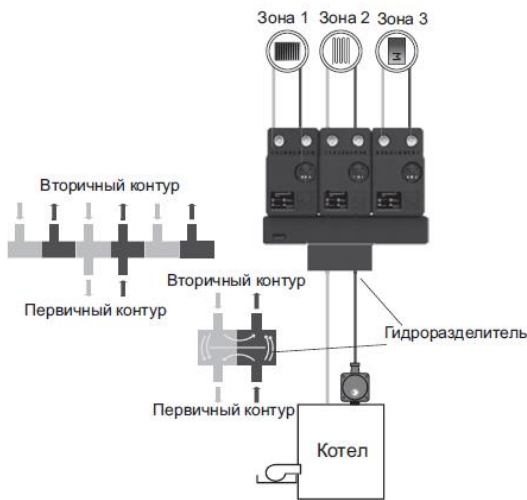 Зона 1 Зона 2 Зона 3
Вторичный контур
Первичный контур
Вторичный контур
Гидроразделитель
Первичный контур
Котел